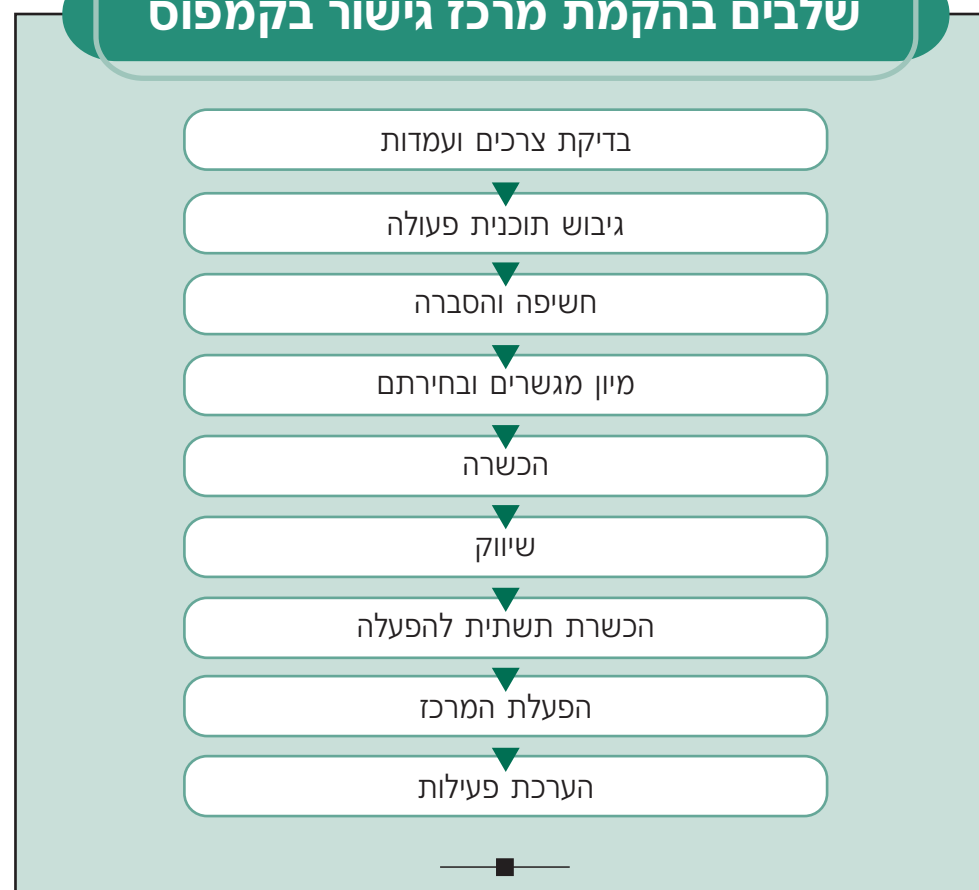 שלבים בהקמת מרכז גישור בקמפוס
בדיקת צרכים ועמדות
גיבוש תוכנית פעולה
חשיפה והסברה
מיון מגשרים ובחירתם
הכשרה
שיווק
הכשרת תשתית להפעלה
הפעלת המרכז
הערכת פעילות